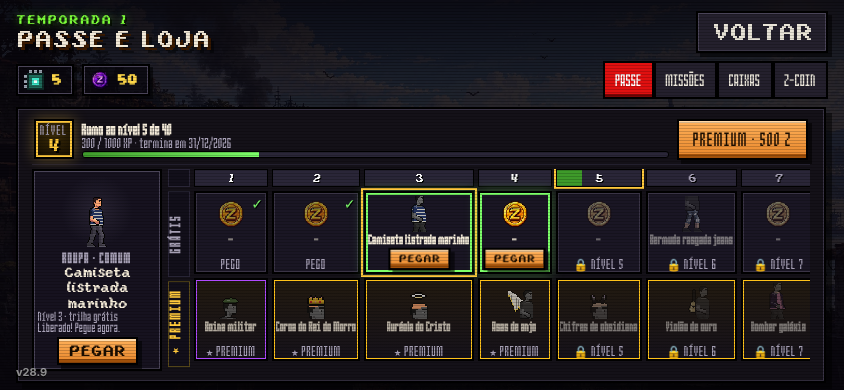 TEMPORADA 1
PASSE E LOJA
VOLTAR
5
50
PASSE
MISSÕES
CAIXAS
Z-COIN
NÍVEL
4
Rumo ao nível 5 de 40
300 / 1000 XP · termina em 31/12/2026
PREMIUM · 500 Z
1
2
3
4
5
6
7
GRÁTIS
-
PEGO
-
PEGO
Camiseta listrada marinho
PEGAR
-
PEGAR
-
NÍVEL 5
Bermuda rasgada jeans
NÍVEL 6
-
NÍVEL 7
ROUPA · COMUM
Camiseta
listrada
marinho
Nível 3 · trilha grátis
Liberado! Pegue agora.
PEGAR
★ PREMIUM
Boina militar
★ PREMIUM
Coroa do Rei do Morro
★ PREMIUM
Auréola de Cristo
★ PREMIUM
Asas de anjo
★ PREMIUM
Chifres de obsidiana
NÍVEL 5
Violão de ouro
NÍVEL 6
NÍVEL 7
v28.9